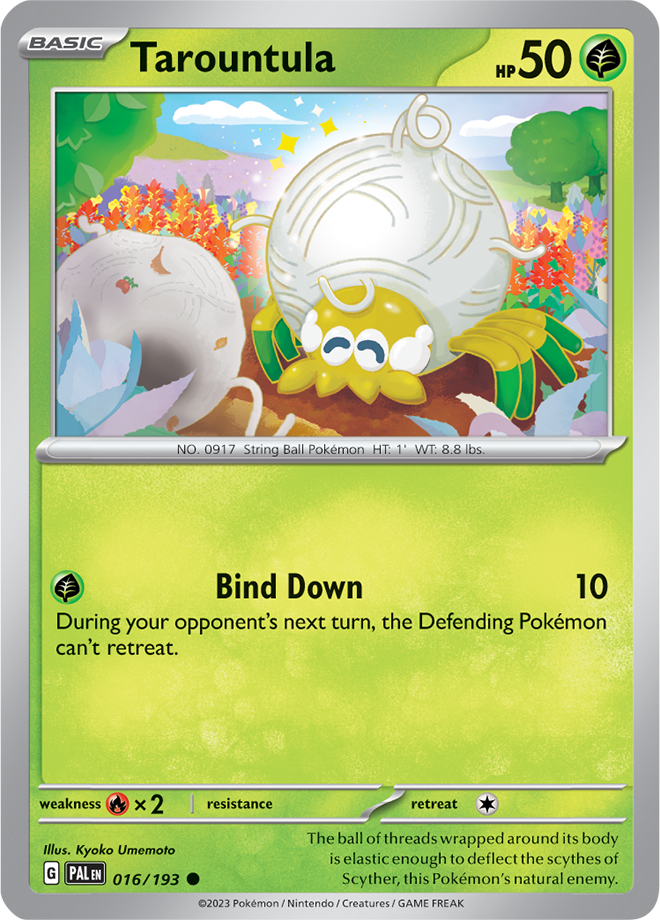 BASIC Tarountula HP 50
NO. 0917 String Ball Pokémon HT: 1' WT: 8.8 lbs.
Bind Down 10
During your opponent's next turn, the Defending Pokémon
can't retreat.
weakness ×2 resistance retreat
Illus. Kyoko Umemoto
The ball of threads wrapped around its body
is elastic enough to deflect the scythes of
Scyther, this Pokémon's natural enemy.
G PAL EN 016/193
©2023 Pokémon / Nintendo / Creatures / GAME FREAK